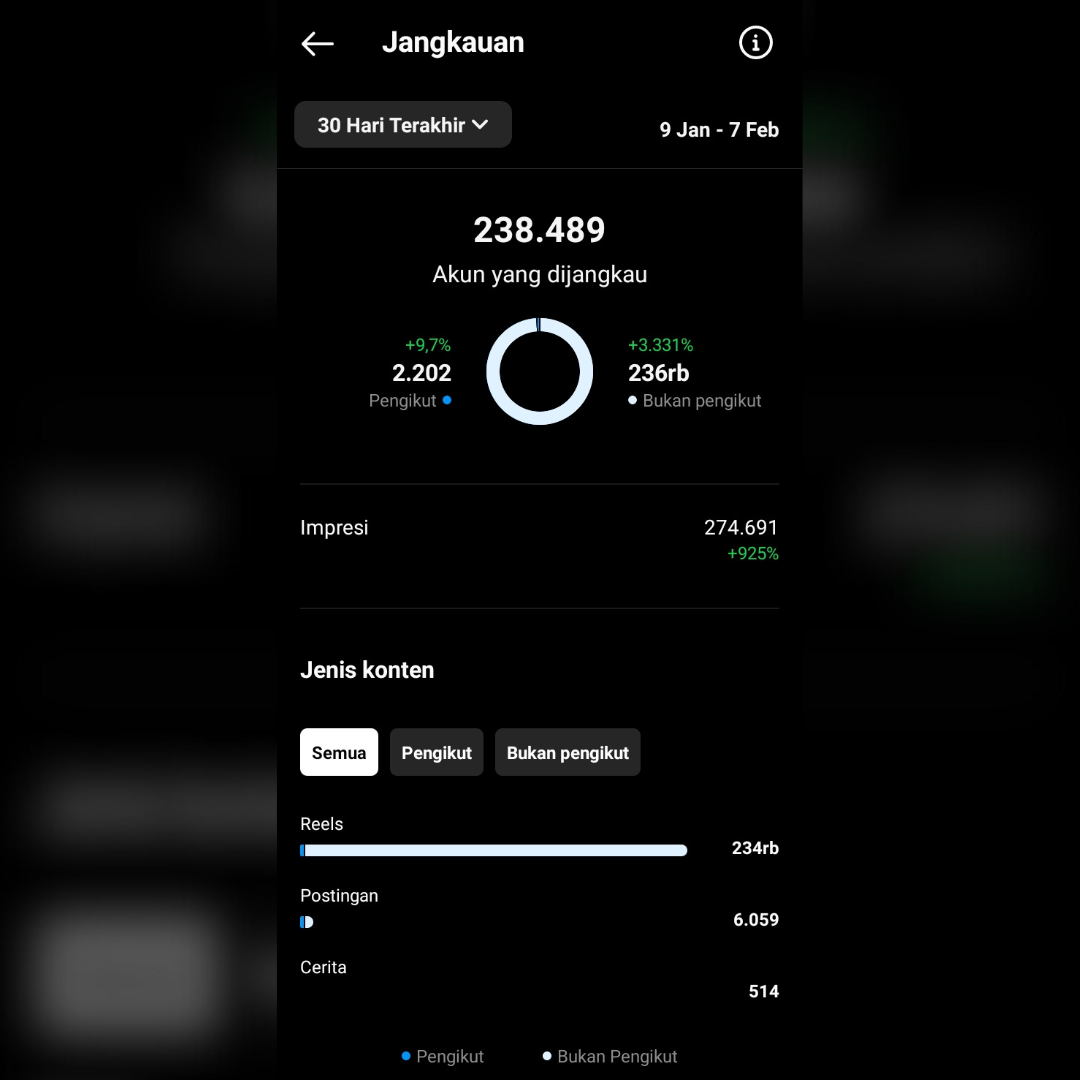 Jangkauan
30 Hari Terakhir
9 Jan - 7 Feb
238.489
Akun yang dijangkau
+9,7%
2.202
Pengikut
+3.331%
236rb
Bukan pengikut
Impresi
274.691
+925%
Jenis konten
Semua
Pengikut
Bukan pengikut
Reels
234rb
Postingan
6.059
Cerita
514
Pengikut
Bukan Pengikut